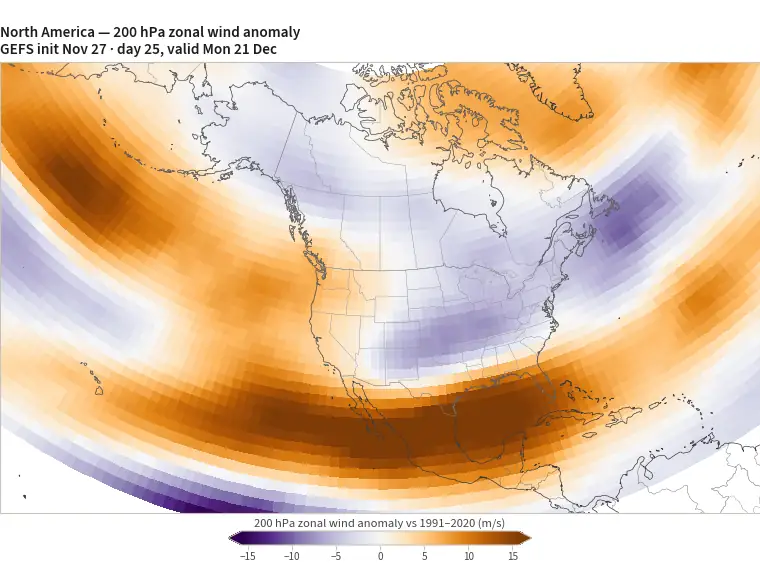 North America — 200 hPa zonal wind anomaly
GEFS init Nov 27 · day 25, valid Mon 21 Dec
200 hPa zonal wind anomaly vs 1991–2020 (m/s)
−15 −10 −5 0 5 10 15